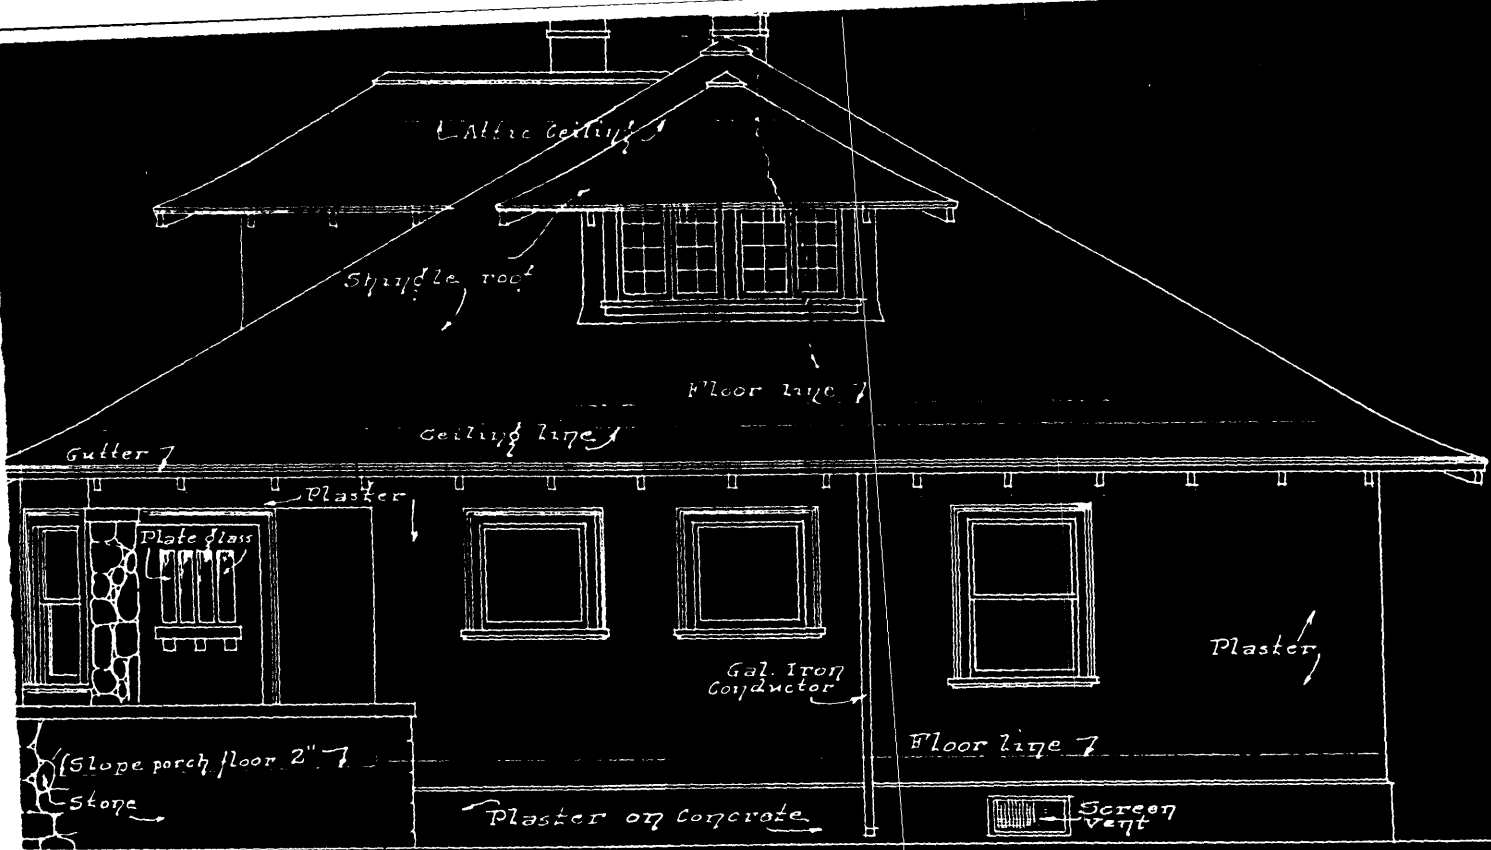 Attic Ceiling
Shingle roof
Floor line
Ceiling line
Gutter
Plaster
Plate glass
Gal. Iron
Conductor
Plaster
Floor line
Slope porch floor 2"
Stone
Plaster on Concrete
Screen
Vent